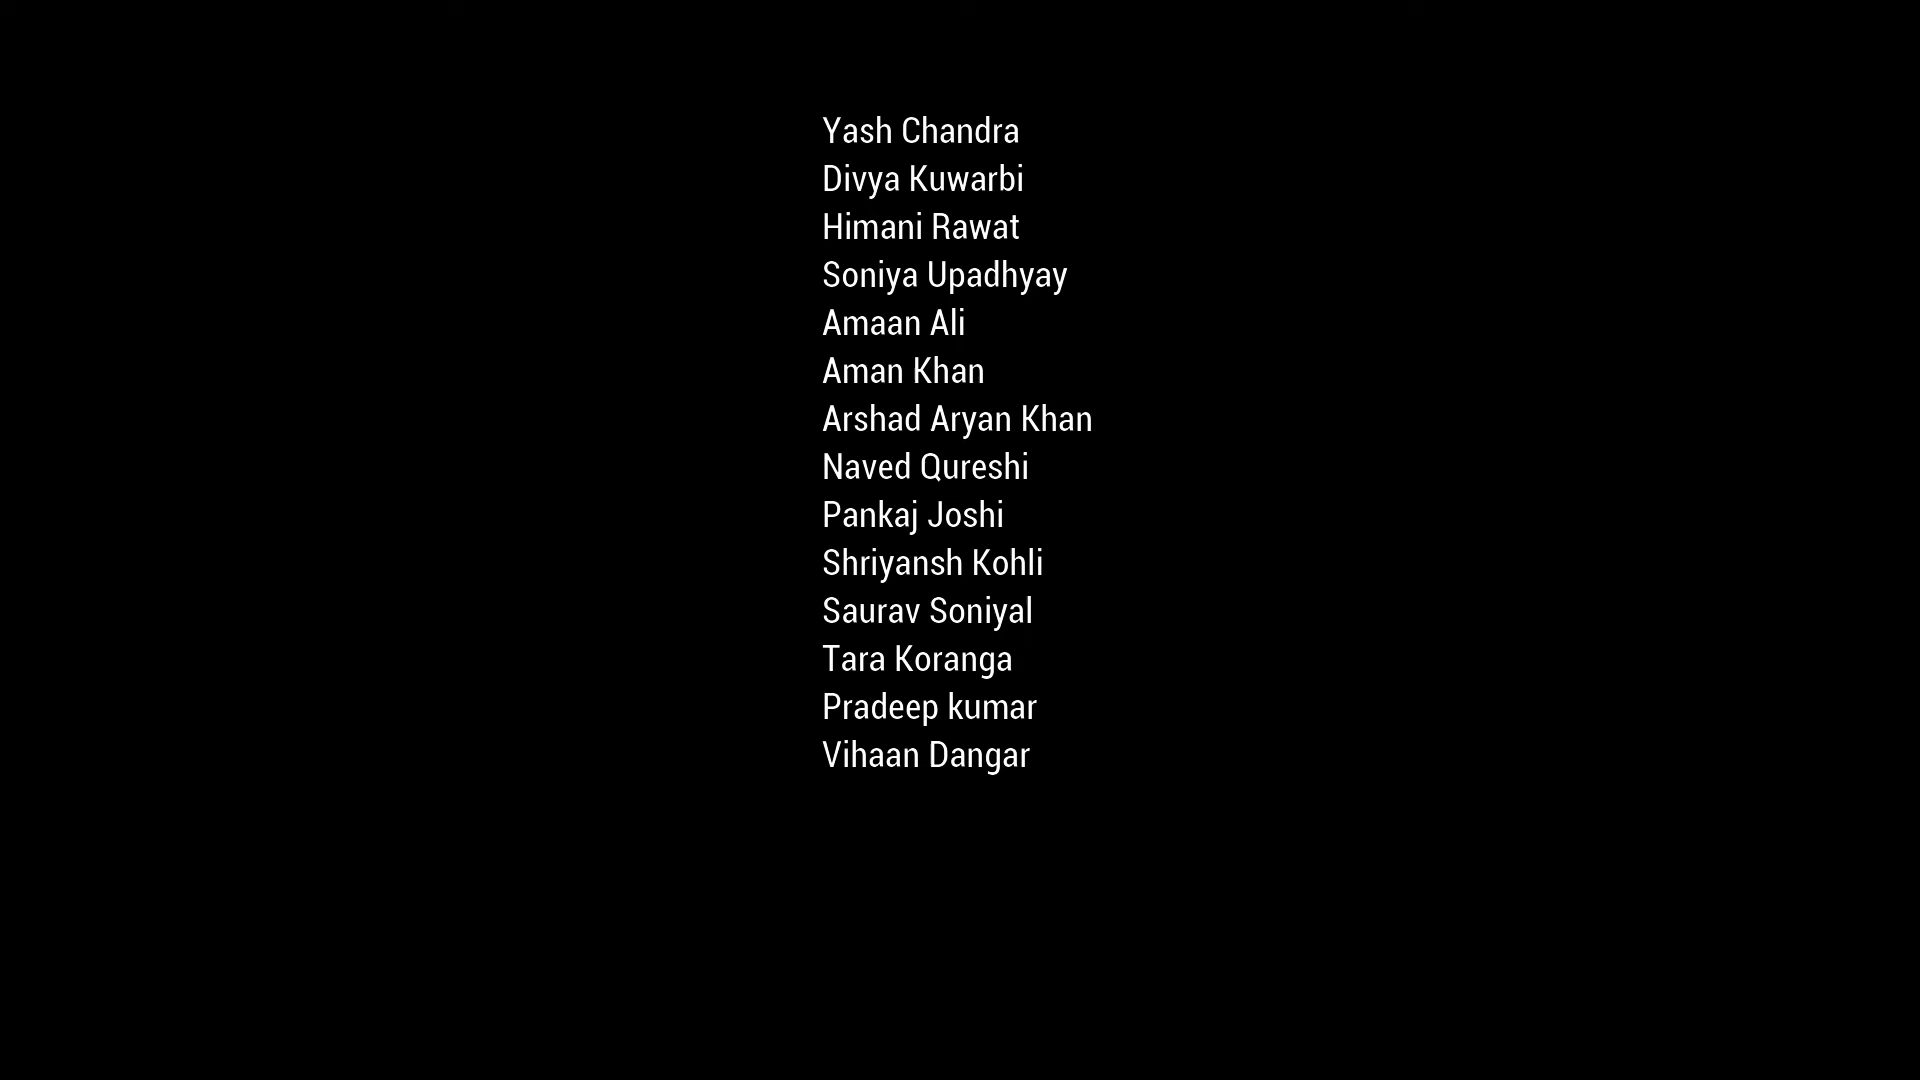 Yash Chandra
Divya Kuwarbi
Himani Rawat
Soniya Upadhyay
Amaan Ali
Aman Khan
Arshad Aryan Khan
Naved Qureshi
Pankaj Joshi
Shriyansh Kohli
Saurav Soniyal
Tara Koranga
Pradeep kumar
Vihaan Dangar